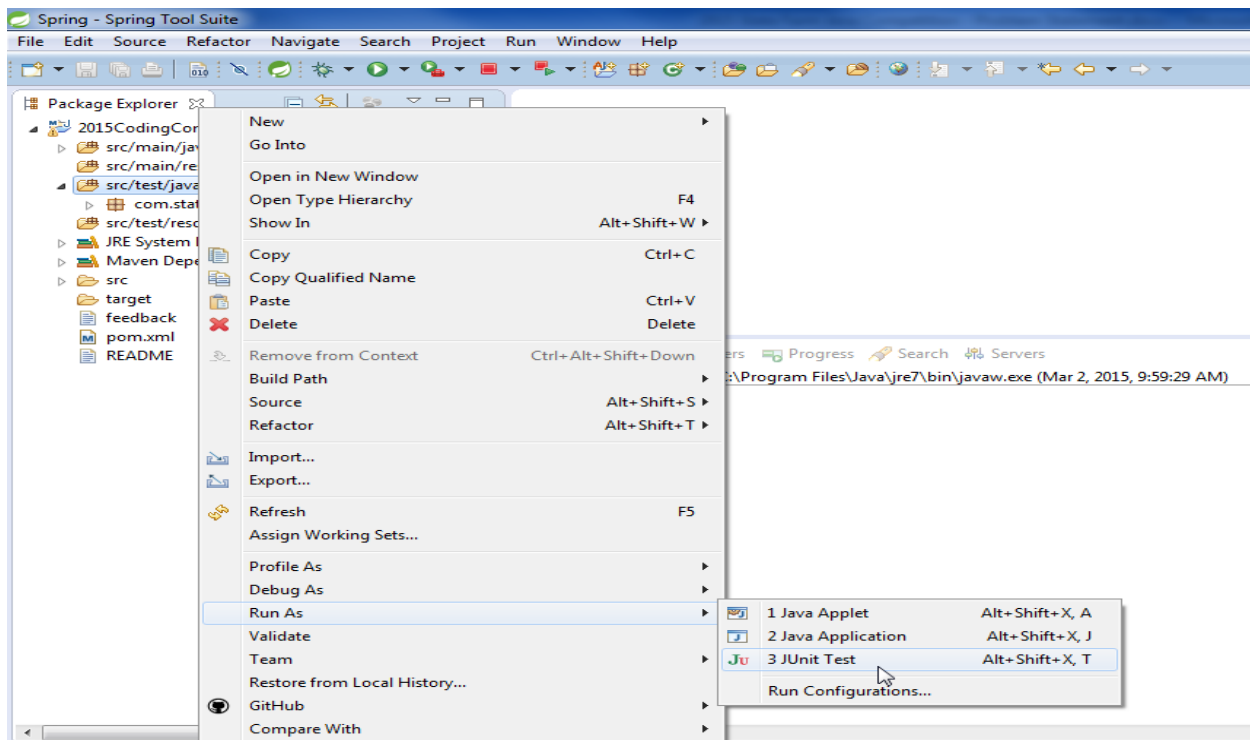 Spring - Spring Tool Suite
File Edit Source Refactor Navigate Search Project Run Window Help
Package Explorer
2015CodingCor
src/main/jav
src/main/re
src/test/java
com.stat
src/test/reso
JRE System
Maven Depe
src
target
feedback
pom.xml
README
New
Go Into
Open in New Window
Open Type Hierarchy F4
Show In Alt+Shift+W
Copy Ctrl+C
Copy Qualified Name
Paste Ctrl+V
Delete Delete
Remove from Context Ctrl+Alt+Shift+Down
Build Path
Source Alt+Shift+S
Refactor Alt+Shift+T
Import...
Export...
Refresh F5
Assign Working Sets...
Profile As
Debug As
Run As
Validate
Team
Restore from Local History...
GitHub
Compare With
ers Progress Search Servers
:\Program Files\Java\jre7\bin\javaw.exe (Mar 2, 2015, 9:59:29 AM)
1 Java Applet Alt+Shift+X, A
2 Java Application Alt+Shift+X, J
3 JUnit Test Alt+Shift+X, T
Run Configurations...